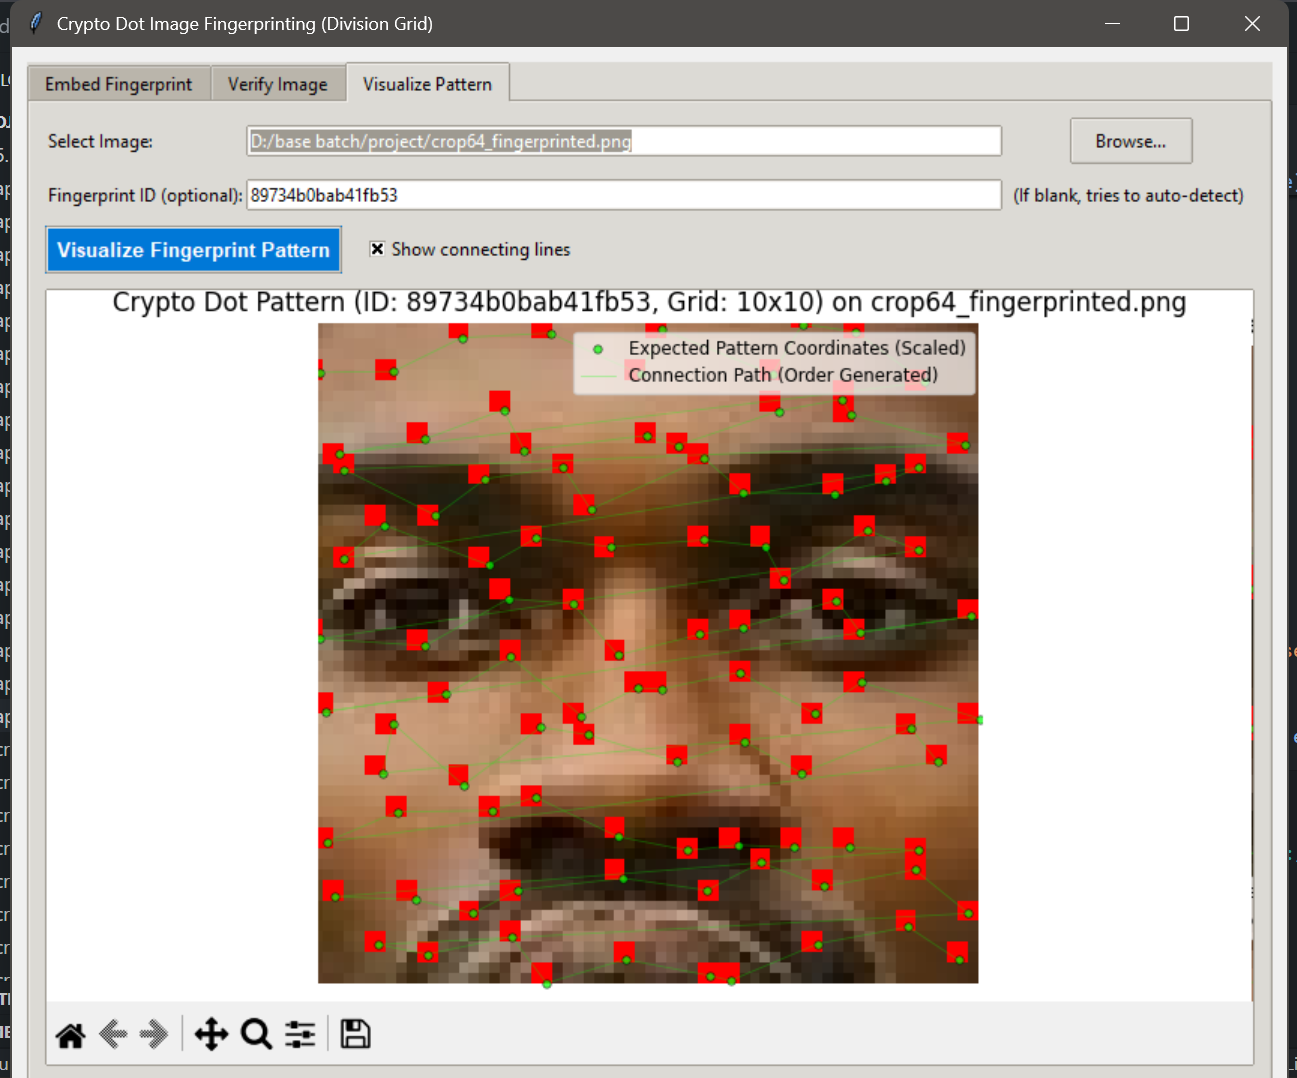 Crypto Dot Image Fingerprinting (Division Grid)
Embed Fingerprint Verify Image Visualize Pattern
Select Image: D:/base batch/project/crop64_fingerprinted.png Browse...
Fingerprint ID (optional): 89734b0bab41fb53 (If blank, tries to auto-detect)
Visualize Fingerprint Pattern Show connecting lines
Crypto Dot Pattern (ID: 89734b0bab41fb53, Grid: 10x10) on crop64_fingerprinted.png
Expected Pattern Coordinates (Scaled)
Connection Path (Order Generated)